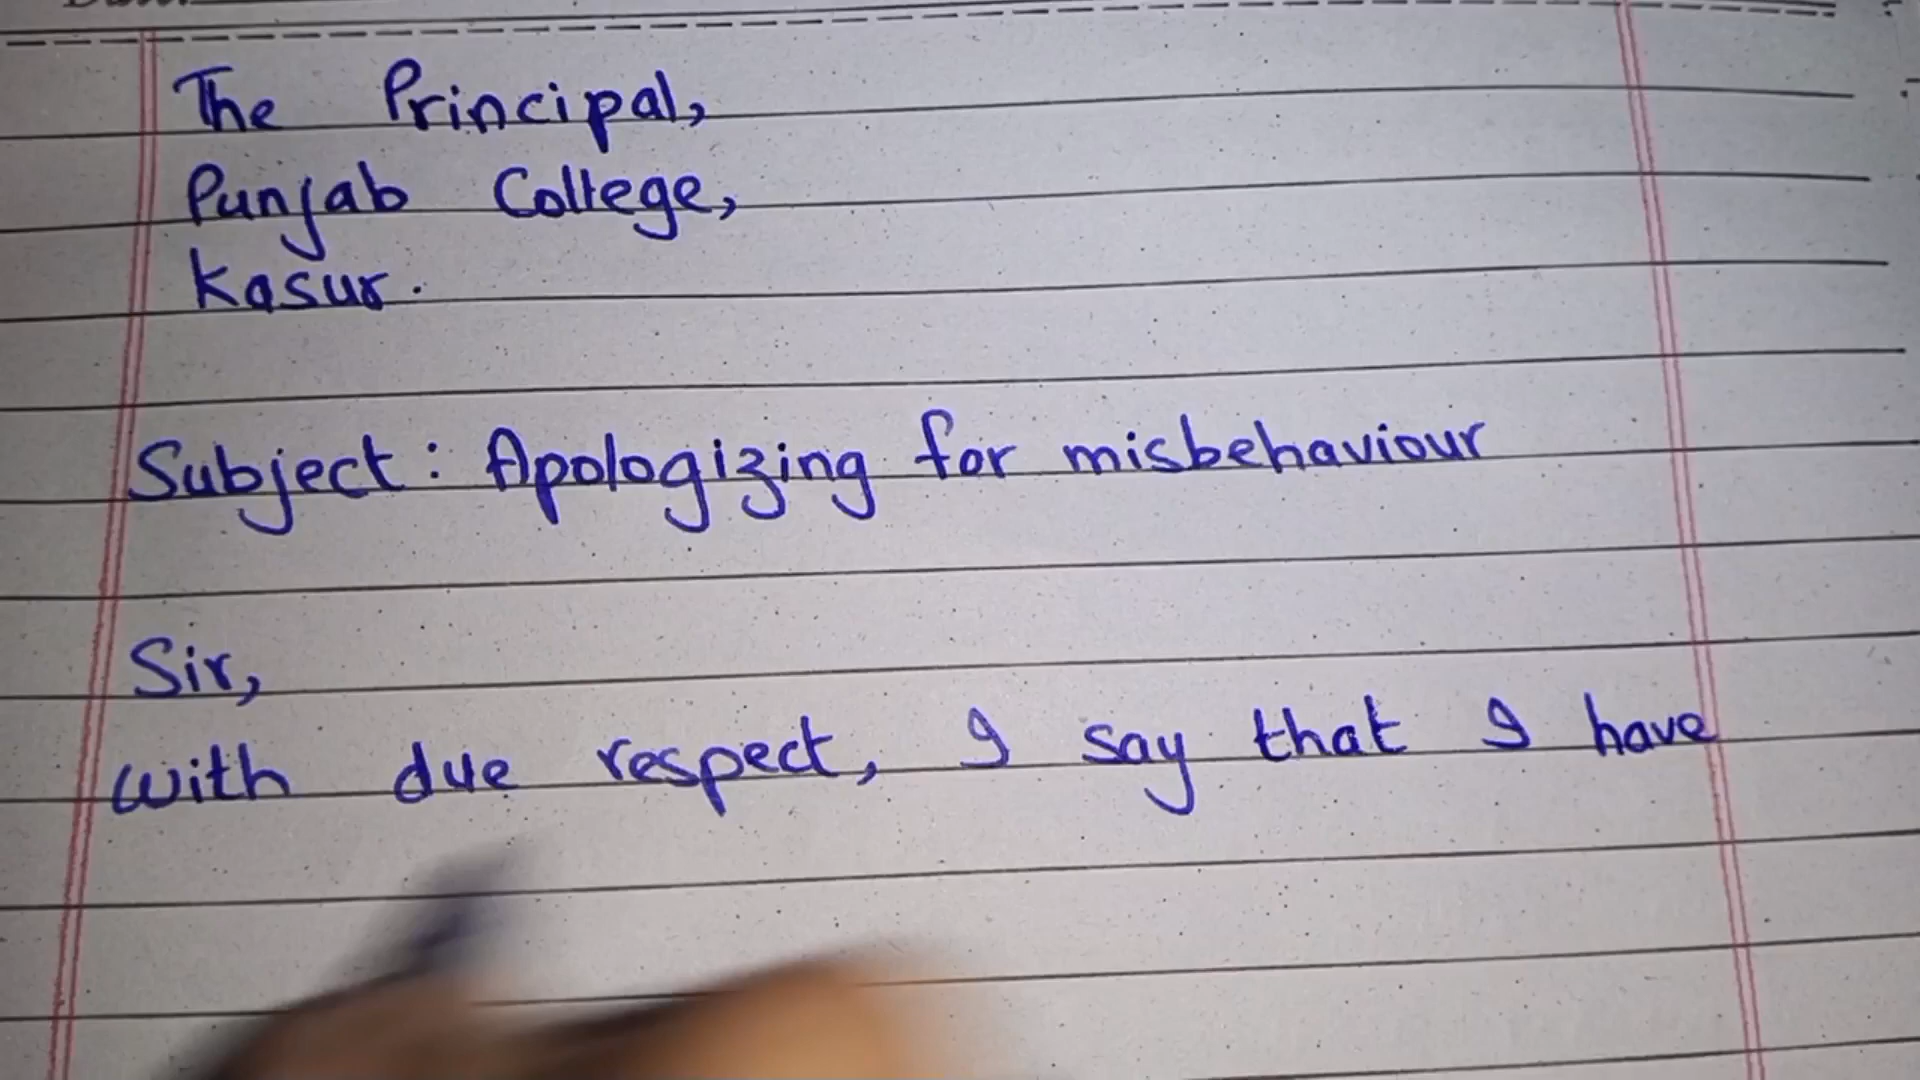 The Principal,
Punjab College,
Kasur.
Subject: Apologizing for misbehaviour
Sir,
with due respect, I say that I have